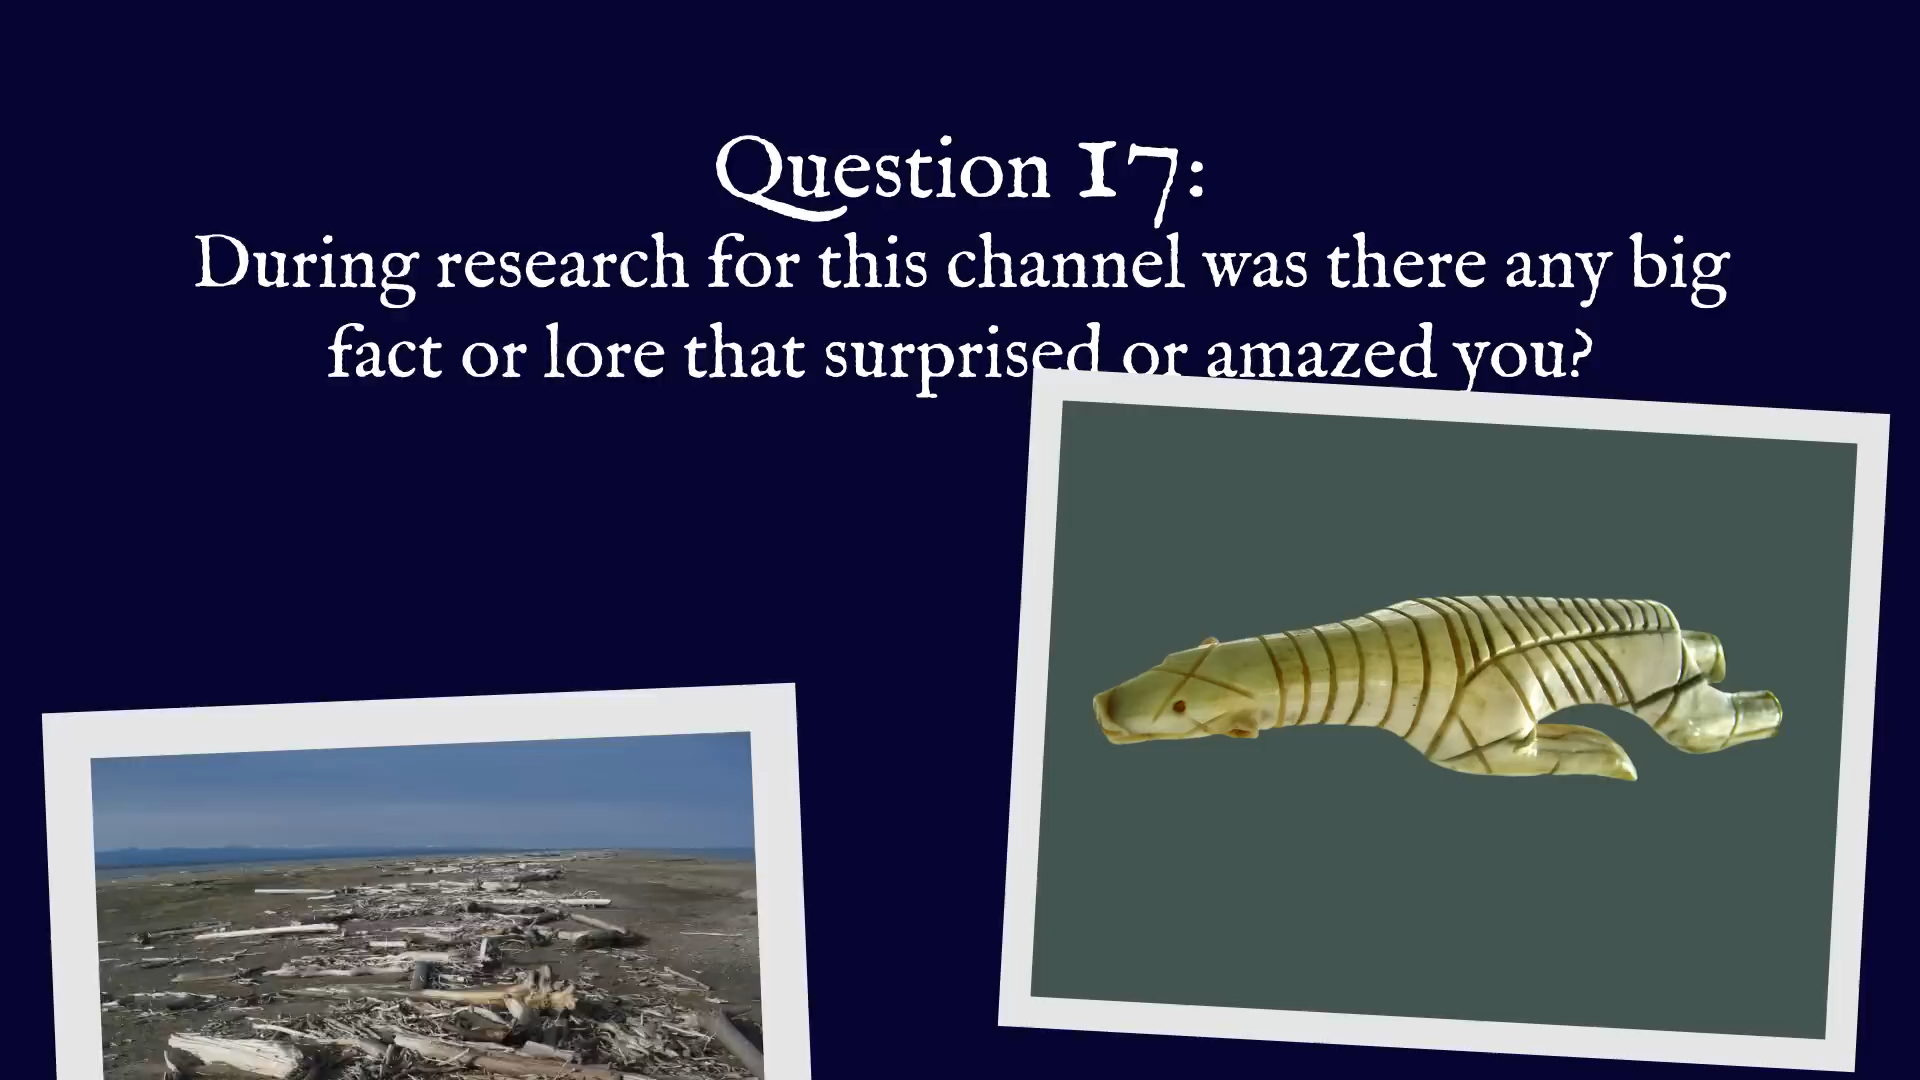 Question 17:
During research for this channel was there any big
fact or lore that surprised or amazed you?